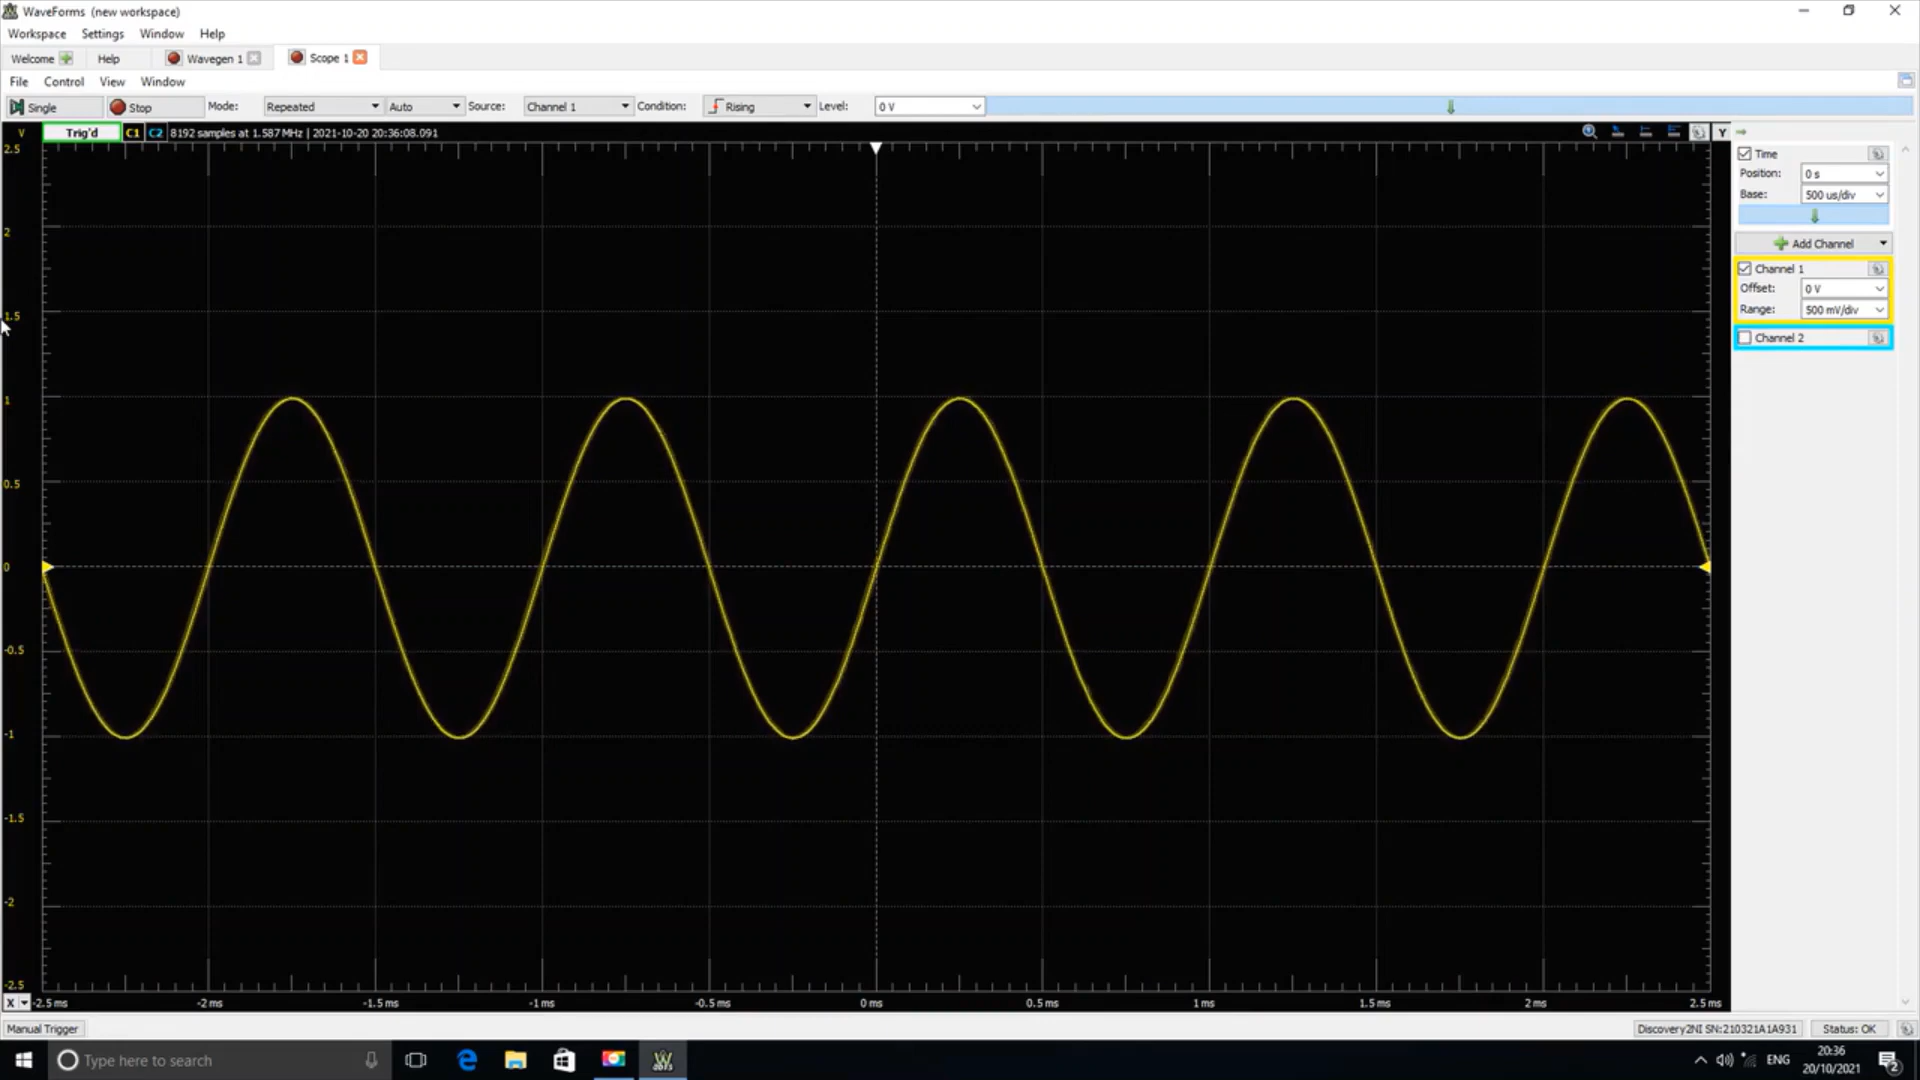 WaveForms (new workspace)
Workspace Settings Window Help
Welcome Help Wavegen 1 Scope 1
File Control View Window
Single Stop Mode: Repeated Auto Source: Channel 1 Condition: Rising Level: 0 V
V Trig'd C1 C2 8192 samples at 1.587 MHz | 2021-10-20 20:36:08.091 Y
2.5
2
1.5
1
0.5
0
-0.5
-1
-1.5
-2
-2.5
X -2.5 ms -2 ms -1.5 ms -1 ms -0.5 ms 0 ms 0.5 ms 1 ms 1.5 ms 2 ms 2.5 ms
Time
Position: 0 s
Base: 500 us/div
Add Channel
Channel 1
Offset: 0 V
Range: 500 mV/div
Channel 2
Manual Trigger Discovery2NI SN:210321A1A931 Status: OK
Type here to search ENG 20:36
20/10/2021 2